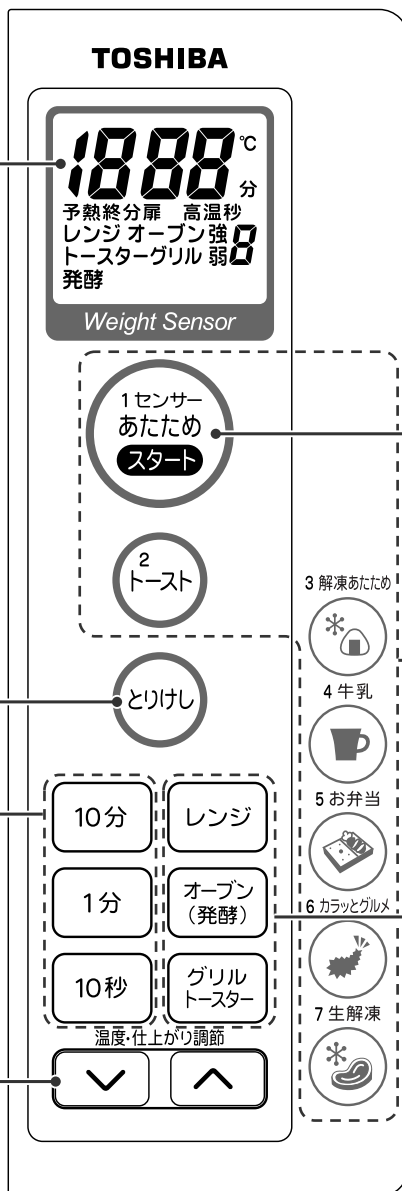 TOSHIBA
1888℃
分
予熱終分扉 高温秒
レンジ オーブン 強8
トースターグリル 弱
発酵
Weight Sensor
1センサー
あたため
スタート
2
トースト
3 解凍あたため
とりけし
4 牛乳
5 お弁当
10分
レンジ
1分
オーブン
(発酵)
6 カラッとグルメ
10秒
グリル
トースター
7 生解凍
温度・仕上がり調節